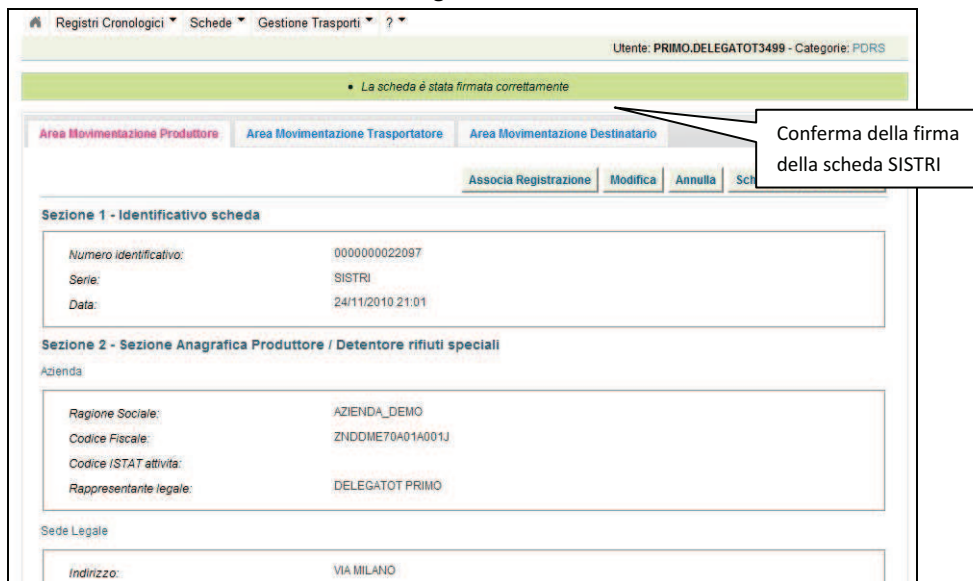 Registri Cronologici Schede Gestione Trasporti ?
Utente: PRIMO.DELEGATOT3499 - Categorie: PDRS
• La scheda è stata firmata correttamente
Conferma della firma
della scheda SISTRI
Area Movimentazione Produttore Area Movimentazione Trasportatore Area Movimentazione Destinatario
Associa Registrazione Modifica Annulla
Sezione 1 - Identificativo scheda
Numero identificativo: 0000000022097
Serie: SISTRI
Data: 24/11/2010 21:01
Sezione 2 - Sezione Anagrafica Produttore / Detentore rifiuti speciali
Azienda
Ragione Sociale: AZIENDA_DEMO
Codice Fiscale: ZNDDME70A01A001J
Codice ISTAT attivita:
Rappresentante legale: DELEGATOT PRIMO
Sede Legale
Indirizzo: VIA MILANO